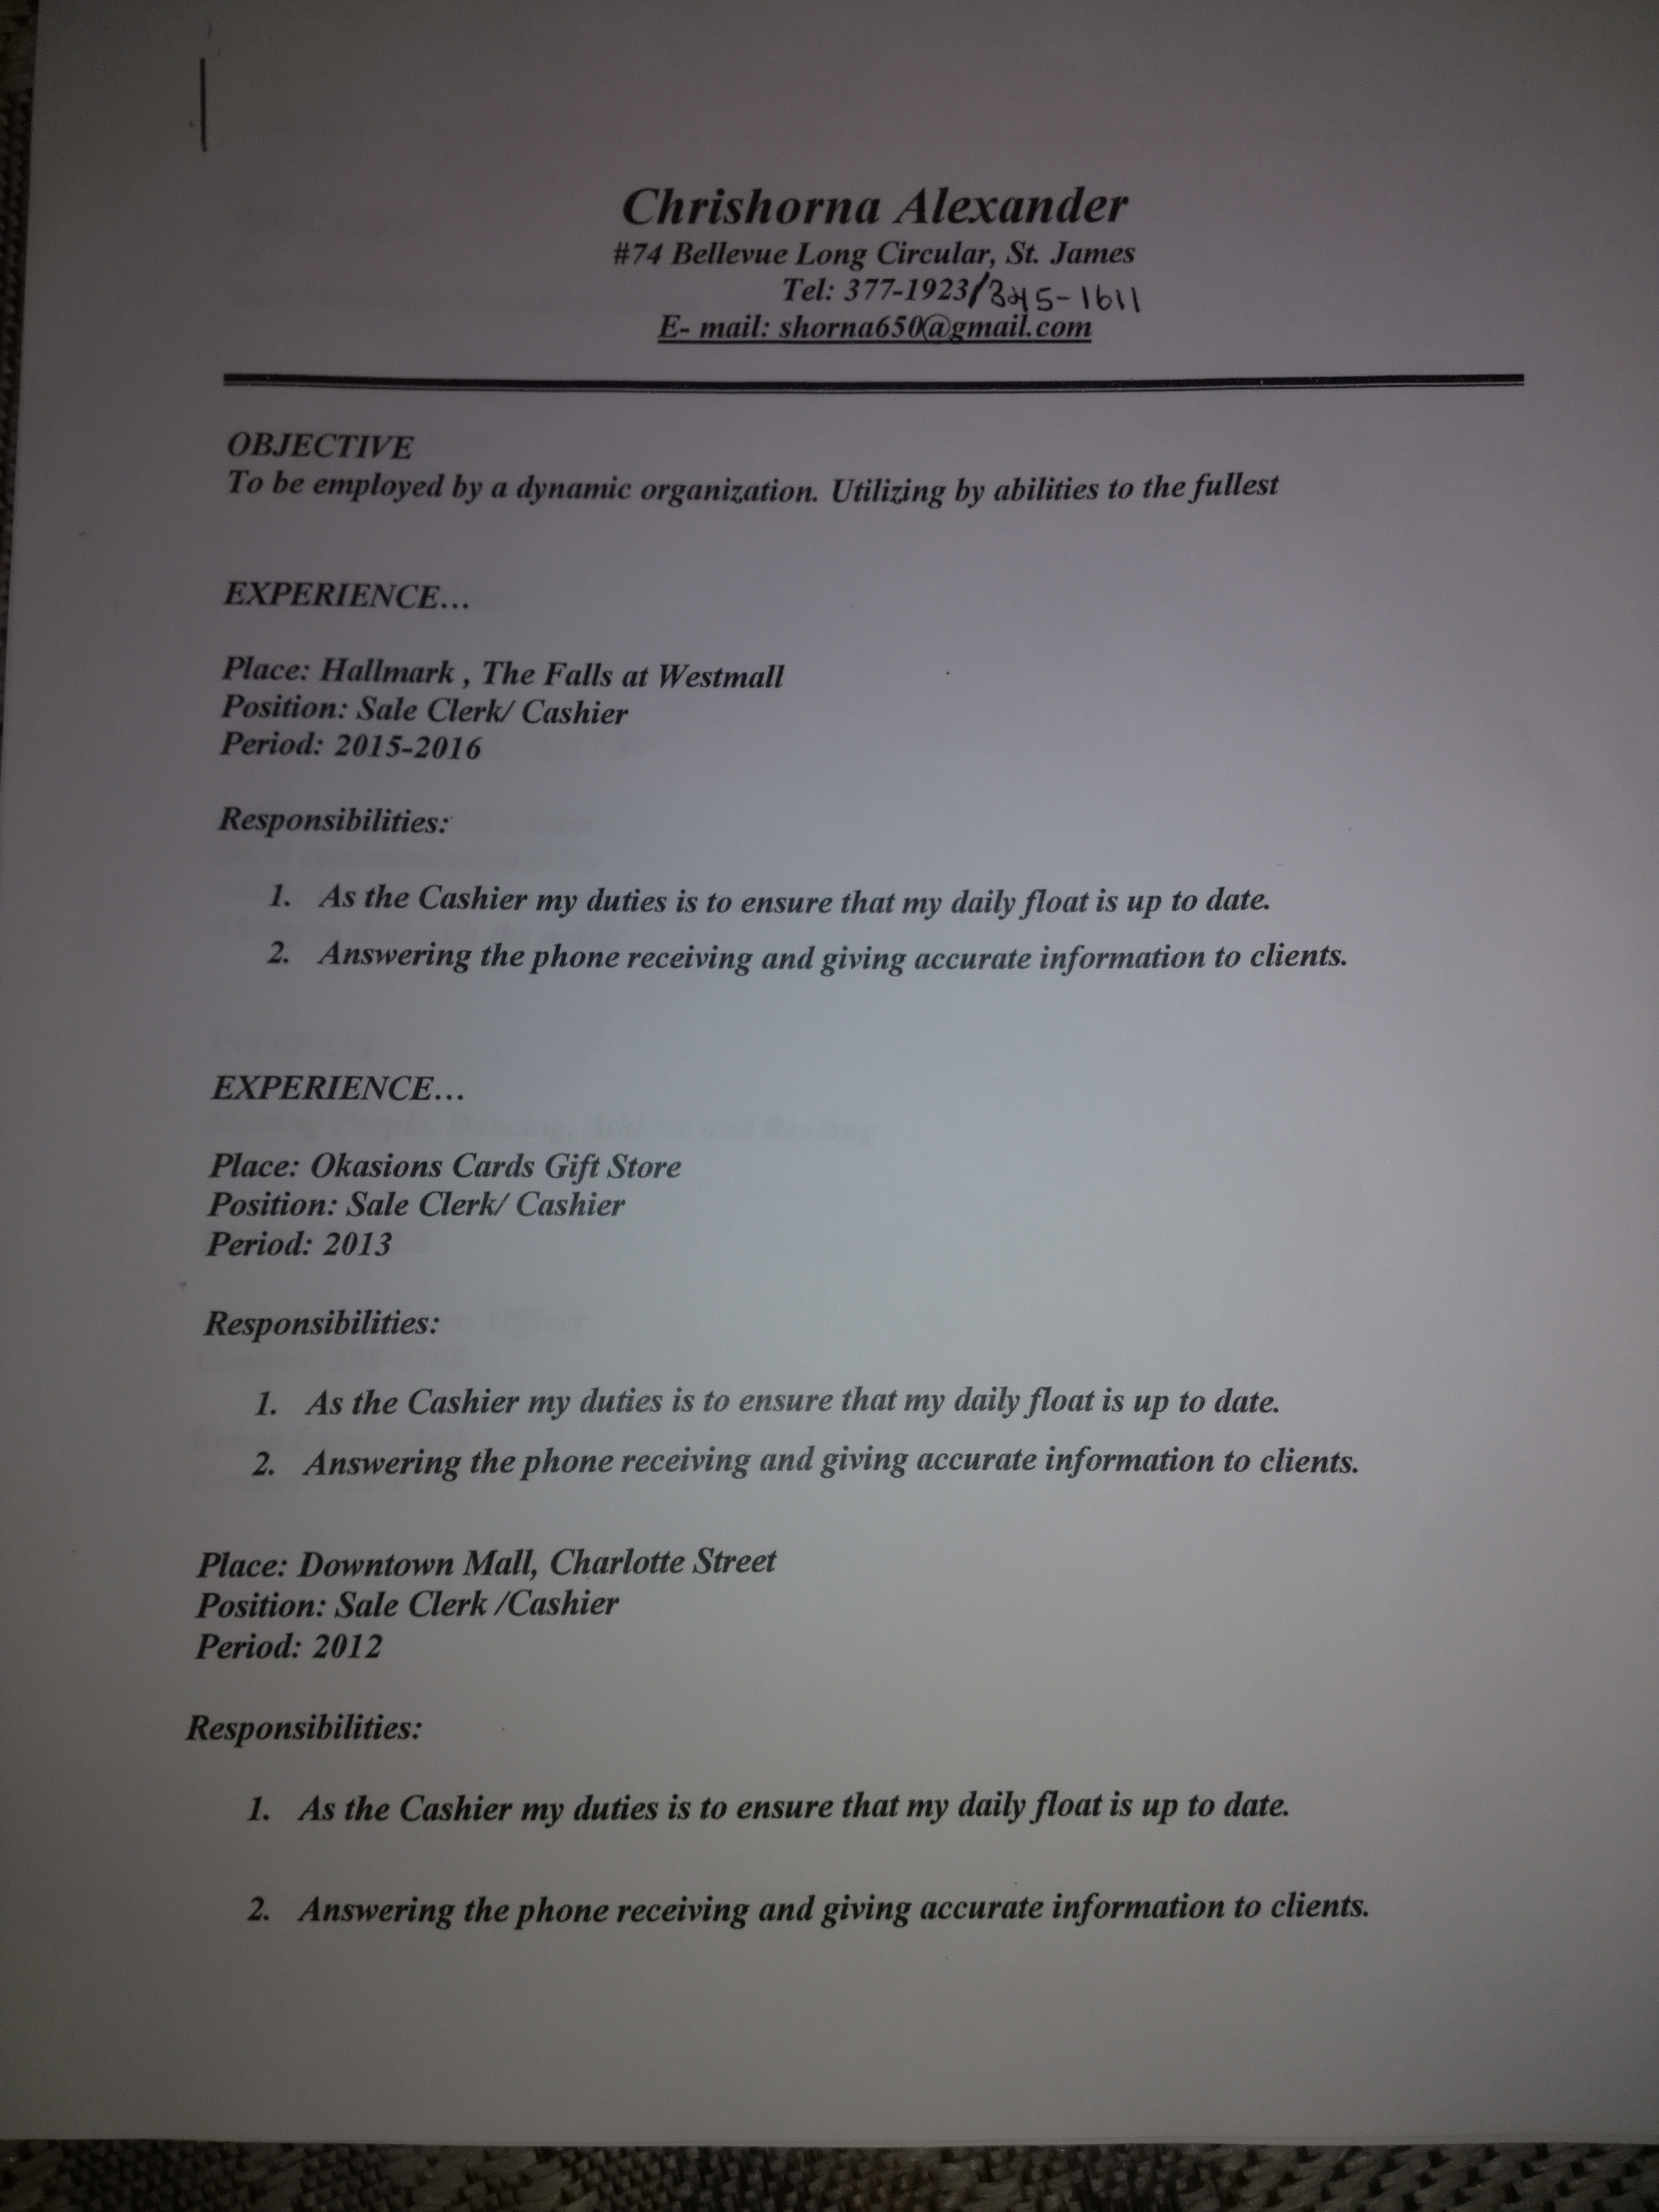 Chrishorna Alexander
#74 Bellevue Long Circular, St. James
Tel: 377-1923/345-1611
E- mail: shorna650@gmail.com
OBJECTIVE
To be employed by a dynamic organization. Utilizing by abilities to the fullest
EXPERIENCE...
Place: Hallmark , The Falls at Westmall
Position: Sale Clerk/ Cashier
Period: 2015-2016
Responsibilities:
1. As the Cashier my duties is to ensure that my daily float is up to date.
2. Answering the phone receiving and giving accurate information to clients.
EXPERIENCE...
Place: Okasions Cards Gift Store
Position: Sale Clerk/ Cashier
Period: 2013
Responsibilities:
1. As the Cashier my duties is to ensure that my daily float is up to date.
2. Answering the phone receiving and giving accurate information to clients.
Place: Downtown Mall, Charlotte Street
Position: Sale Clerk /Cashier
Period: 2012
Responsibilities:
1. As the Cashier my duties is to ensure that my daily float is up to date.
2. Answering the phone receiving and giving accurate information to clients.